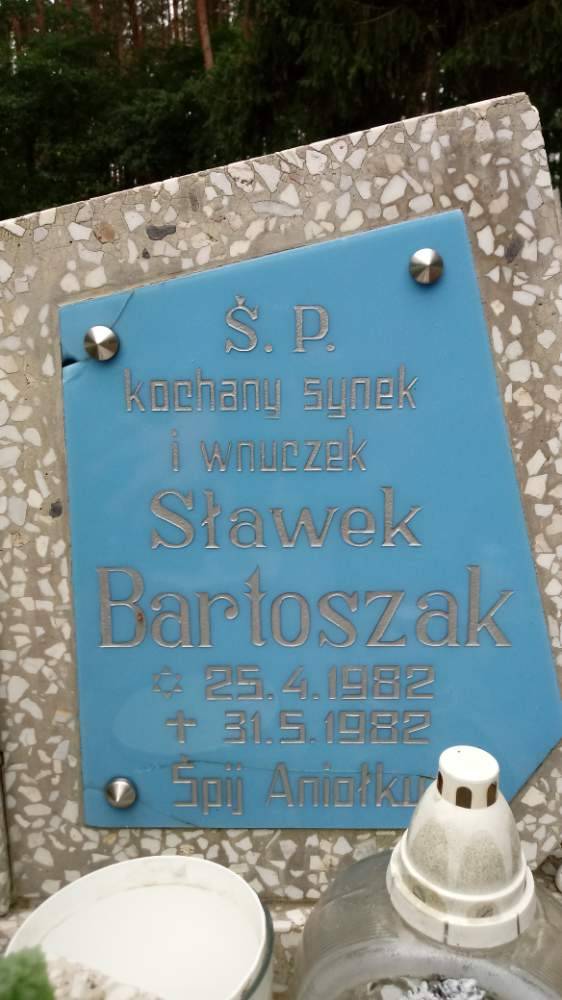 Ś. P.
kochany synek
i wnuczek
Sławek
Bartoszak
✡ 25.4.1982
✝ 31.5.1982
Śpij Aniołku